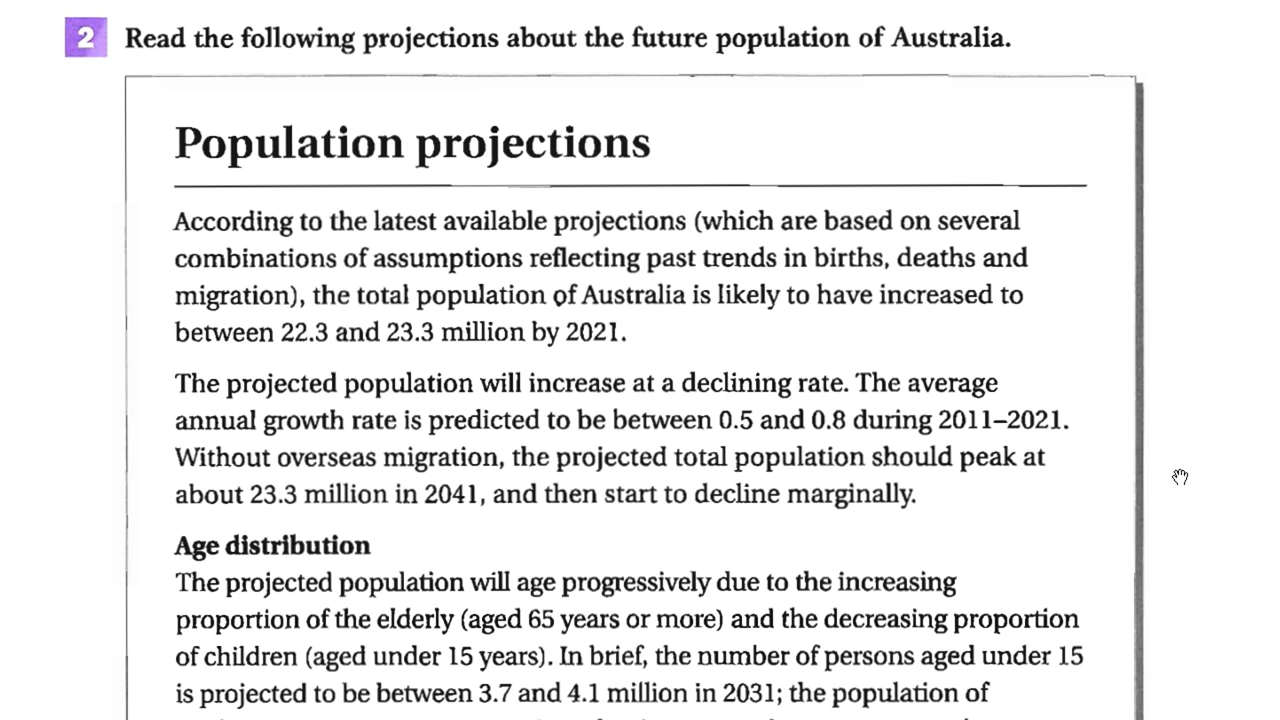 2 Read the following projections about the future population of Australia.
Population projections
According to the latest available projections (which are based on several
combinations of assumptions reflecting past trends in births, deaths and
migration), the total population of Australia is likely to have increased to
between 22.3 and 23.3 million by 2021.
The projected population will increase at a declining rate. The average
annual growth rate is predicted to be between 0.5 and 0.8 during 2011–2021.
Without overseas migration, the projected total population should peak at
about 23.3 million in 2041, and then start to decline marginally.
Age distribution
The projected population will age progressively due to the increasing
proportion of the elderly (aged 65 years or more) and the decreasing proportion
of children (aged under 15 years). In brief, the number of persons aged under 15
is projected to be between 3.7 and 4.1 million in 2031; the population of